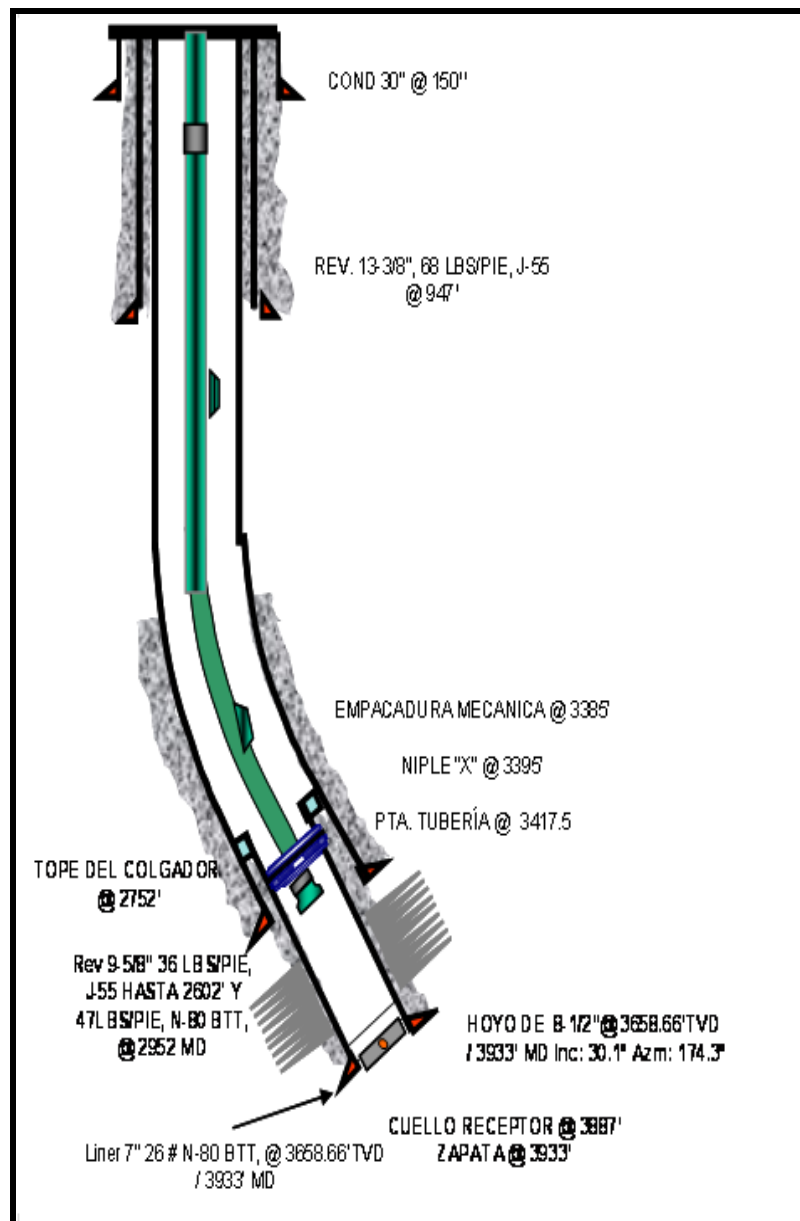 COND 30" @ 150"
REV. 13-3/8", 68 LBS/PIE, J-55
@ 947'
EMPACADURA MECANICA @ 3385'
NIPLE "X" @ 3395'
PTA. TUBERÍA @ 3417.5
TOPE DEL COLGADOR
@ 2752'
Rev 9-5/8" 36 LBS/PIE,
J-55 HASTA 2602' Y
47LBS/PIE, N-80 BTT,
@ 2952 MD
HOYO DE 8-1/2"@ 3658.66'TVD
/ 3933' MD Inc: 30.1° Azm: 174.3°
CUELLO RECEPTOR @ 3887'
ZAPATA @ 3933'
Liner 7" 26 # N-80 BTT, @ 3658.66'TVD
/ 3933' MD